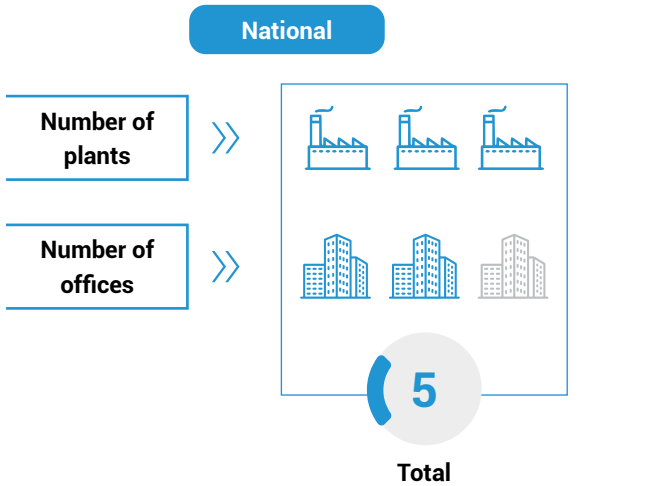 National
Number of
plants
Number of
offices
5
Total